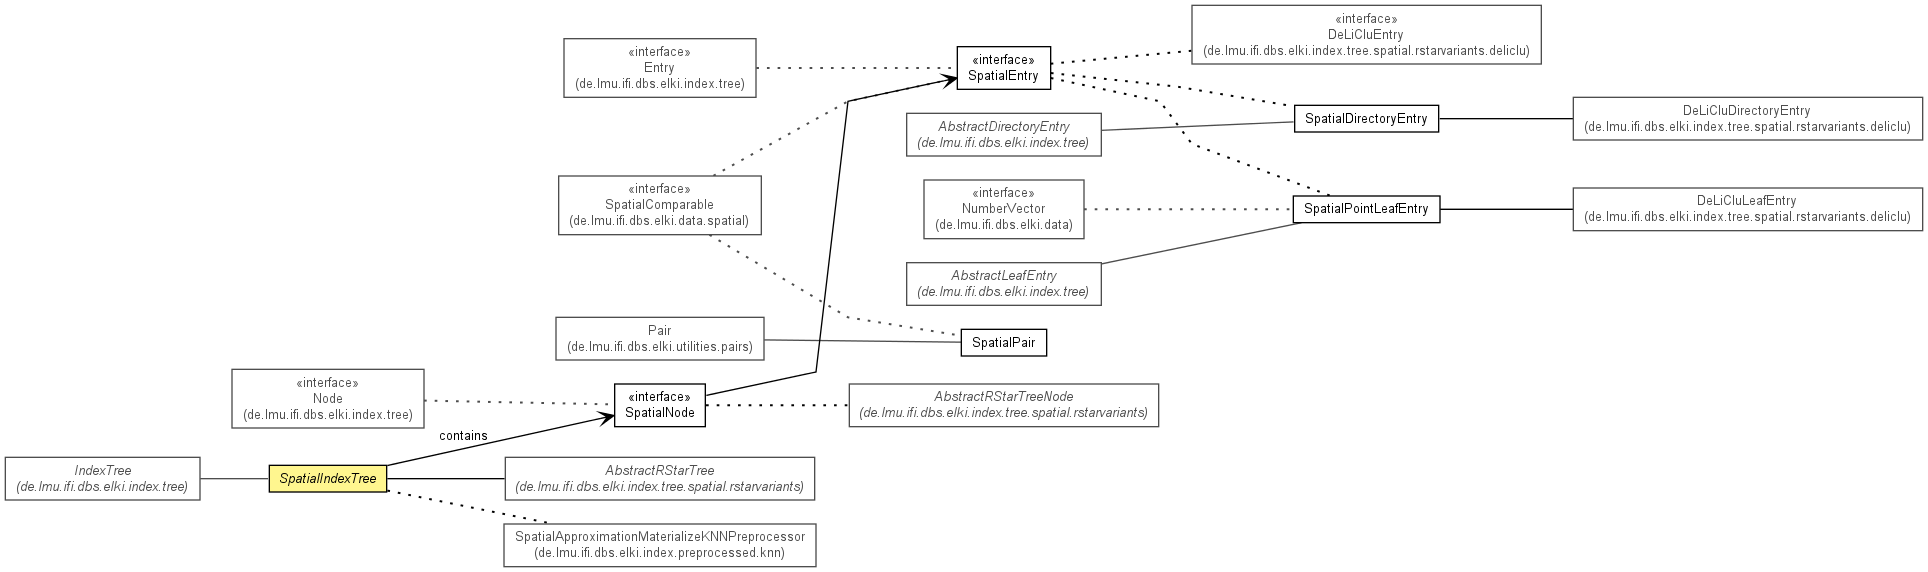 «interface»
DeLiCluEntry
(de.lmu.ifi.dbs.elki.index.tree.spatial.rstarvariants.deliclu)
«interface»
Entry
(de.lmu.ifi.dbs.elki.index.tree)
«interface»
SpatialEntry
SpatialDirectoryEntry
DeLiCluDirectoryEntry
(de.lmu.ifi.dbs.elki.index.tree.spatial.rstarvariants.deliclu)
AbstractDirectoryEntry
(de.lmu.ifi.dbs.elki.index.tree)
«interface»
SpatialComparable
(de.lmu.ifi.dbs.elki.data.spatial)
«interface»
NumberVector
(de.lmu.ifi.dbs.elki.data)
SpatialPointLeafEntry
DeLiCluLeafEntry
(de.lmu.ifi.dbs.elki.index.tree.spatial.rstarvariants.deliclu)
AbstractLeafEntry
(de.lmu.ifi.dbs.elki.index.tree)
Pair
(de.lmu.ifi.dbs.elki.utilities.pairs)
SpatialPair
«interface»
Node
(de.lmu.ifi.dbs.elki.index.tree)
«interface»
SpatialNode
AbstractRStarTreeNode
(de.lmu.ifi.dbs.elki.index.tree.spatial.rstarvariants)
contains
IndexTree
(de.lmu.ifi.dbs.elki.index.tree)
SpatialIndexTree
AbstractRStarTree
(de.lmu.ifi.dbs.elki.index.tree.spatial.rstarvariants)
SpatialApproximationMaterializeKNNPreprocessor
(de.lmu.ifi.dbs.elki.index.preprocessed.knn)